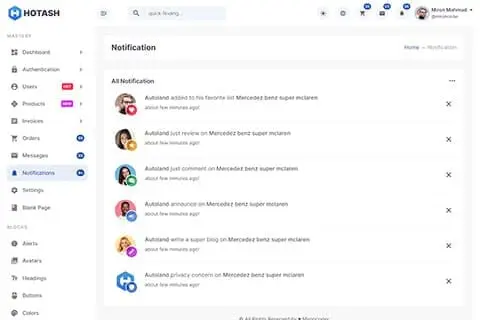 HOTASH
quick finding...
Miron Mahmud
@mironcoder
MASTERY
Dashboard
Authentication
Users HOT
Products NEW
Invoices
Orders
Messages
Notifications
Settings
Blank Page
BLOCKS
Alerts
Avatars
Headings
Buttons
Colors
Notification
Home Notification
All Notification
Autoland added to his favorite list Mercedez benz super mclaren
about few minutes ago!
Autoland just review on Mercedez benz super mclaren
about few minutes ago!
Autoland just comment on Mercedez benz super mclaren
about few minutes ago!
Autoland announce on Mercedez benz super mclaren
about few minutes ago!
Autoland write a super blog on Mercedez benz super mclaren
about few minutes ago!
Autoland privacy concern on Mercedez benz super mclaren
about few minutes ago!
© All Rights Reserved by ♥ Mironcoder